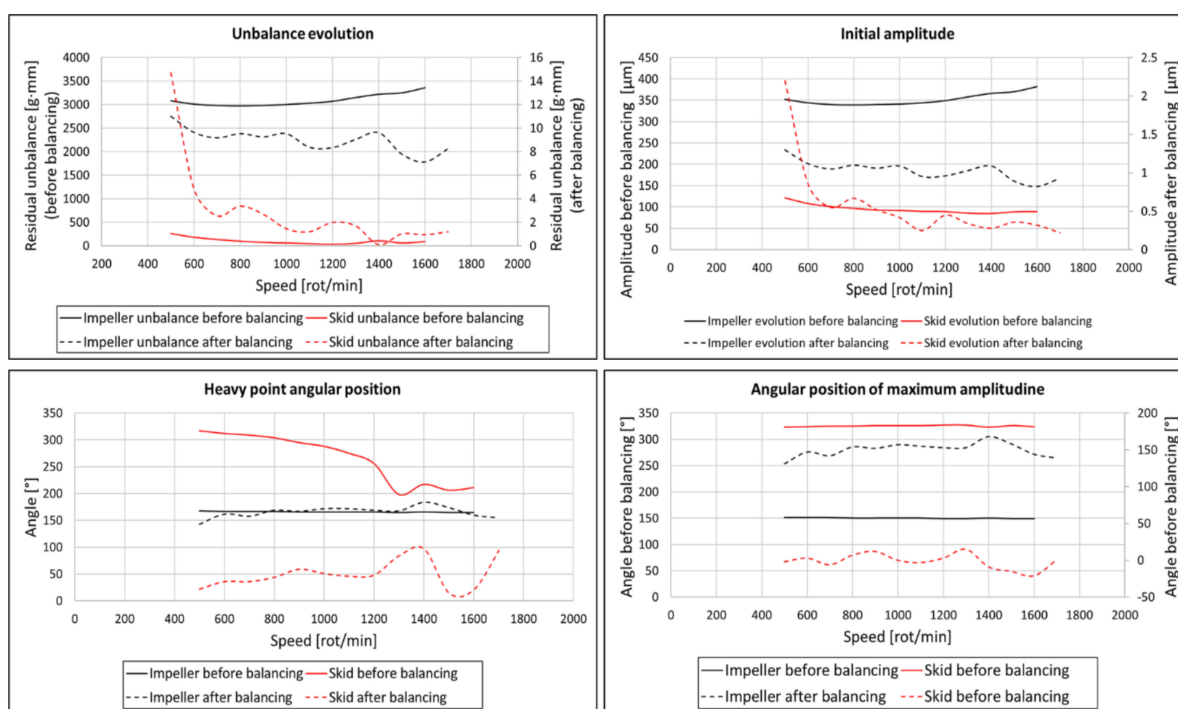 Unbalance evolution
Residual unbalance [g·mm]
(before balancing)
4000
3500
3000
2500
2000
1500
1000
500
0
16
14
12
10
8
6
4
2
0
Residual unbalance [g·mm]
(after balancing)
200 400 600 800 1000 1200 1400 1600 1800 2000
Speed [rot/min]
Impeller unbalance before balancing Skid unbalance before balancing
Impeller unbalance after balancing Skid unbalance after balancing
Initial amplitude
Amplitude before balancing [µm]
450
400
350
300
250
200
150
100
50
0
2.5
2
1.5
1
0.5
0
Amplitude after balancing [µm]
0 200 400 600 800 1000 1200 1400 1600 1800 2000
Speed [rot/min]
Impeller evolution before balancing Skid evolution before balancing
Impeller evolution after balancing Skid evolution after balancing
Heavy point angular position
Angle [°]
350
300
250
200
150
100
50
0
0 200 400 600 800 1000 1200 1400 1600 1800 2000
Speed [rot/min]
Impeller before balancing Skid before balancing
Impeller after balancing Skid after balancing
Angular position of maximum amplitudine
Angle before balancing [°]
350
300
250
200
150
100
50
0
200
150
100
50
0
-50
Angle before balancing [°]
0 200 400 600 800 1000 1200 1400 1600 1800 2000
Speed [rot/min]
Impeller before balancing Skid before balancing
Impeller after balancing Skid before balancing